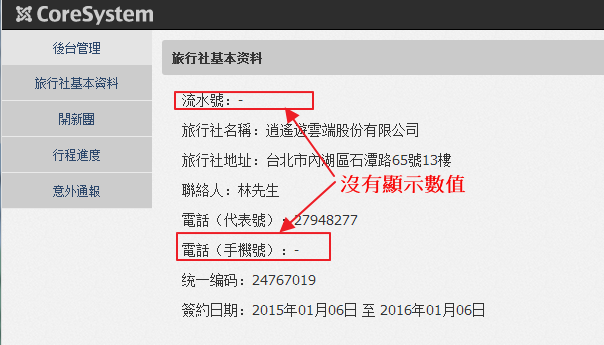 CoreSystem
後台管理
旅行社基本資料
開新團
行程進度
意外通報
旅行社基本資料
流水號：-
旅行社名稱：逍遙遊雲端股份有限公司
旅行社地址：台北市內湖區石潭路65號13樓
聯絡人：林先生
電話（代表號）：27948277
電話（手機號）：-
统一编码：24767019
簽約日期：2015年01月06日 至 2016年01月06日
沒有顯示數值